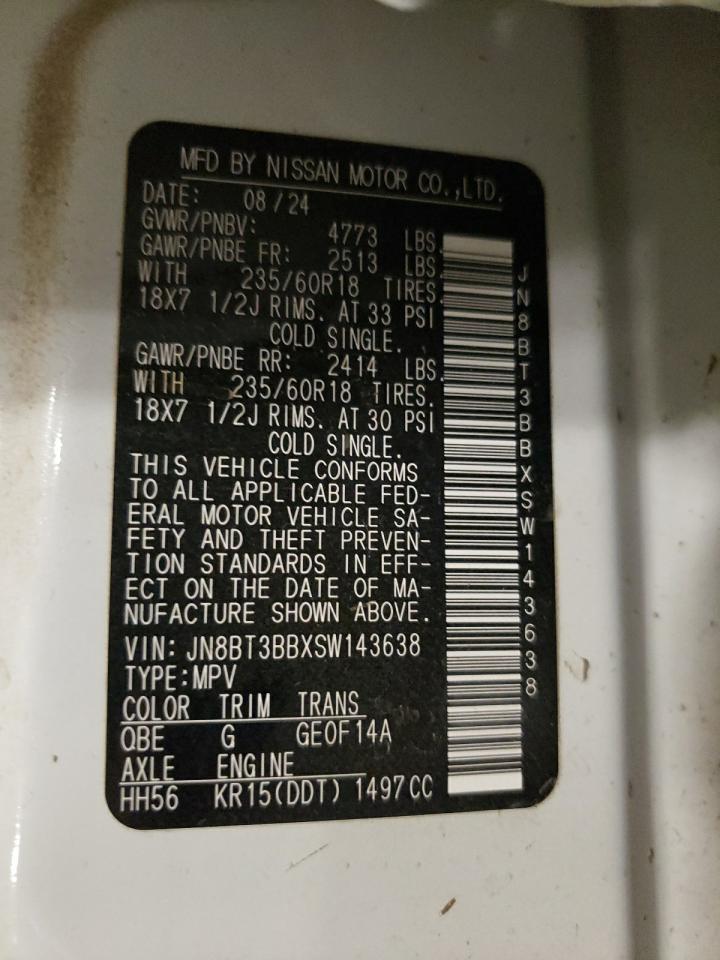 MFD BY NISSAN MOTOR CO.,LTD.
DATE: 08/24
GVWR/PNBV: 4773 LBS.
GAWR/PNBE FR: 2513 LBS.
WITH 235/60R18 TIRES.
18X7 1/2J RIMS. AT 33 PSI
COLD SINGLE.
GAWR/PNBE RR: 2414 LBS.
WITH 235/60R18 TIRES.
18X7 1/2J RIMS. AT 30 PSI
COLD SINGLE.
THIS VEHICLE CONFORMS
TO ALL APPLICABLE FED-
ERAL MOTOR VEHICLE SA-
FETY AND THEFT PREVEN-
TION STANDARDS IN EFF-
ECT ON THE DATE OF MA-
NUFACTURE SHOWN ABOVE.
VIN: JN8BT3BBXSW143638
TYPE:MPV
COLOR TRIM TRANS
QBE G GE0F14A
AXLE ENGINE
HH56 KR15(DDT) 1497CC
JN8BT3BBXSW143638